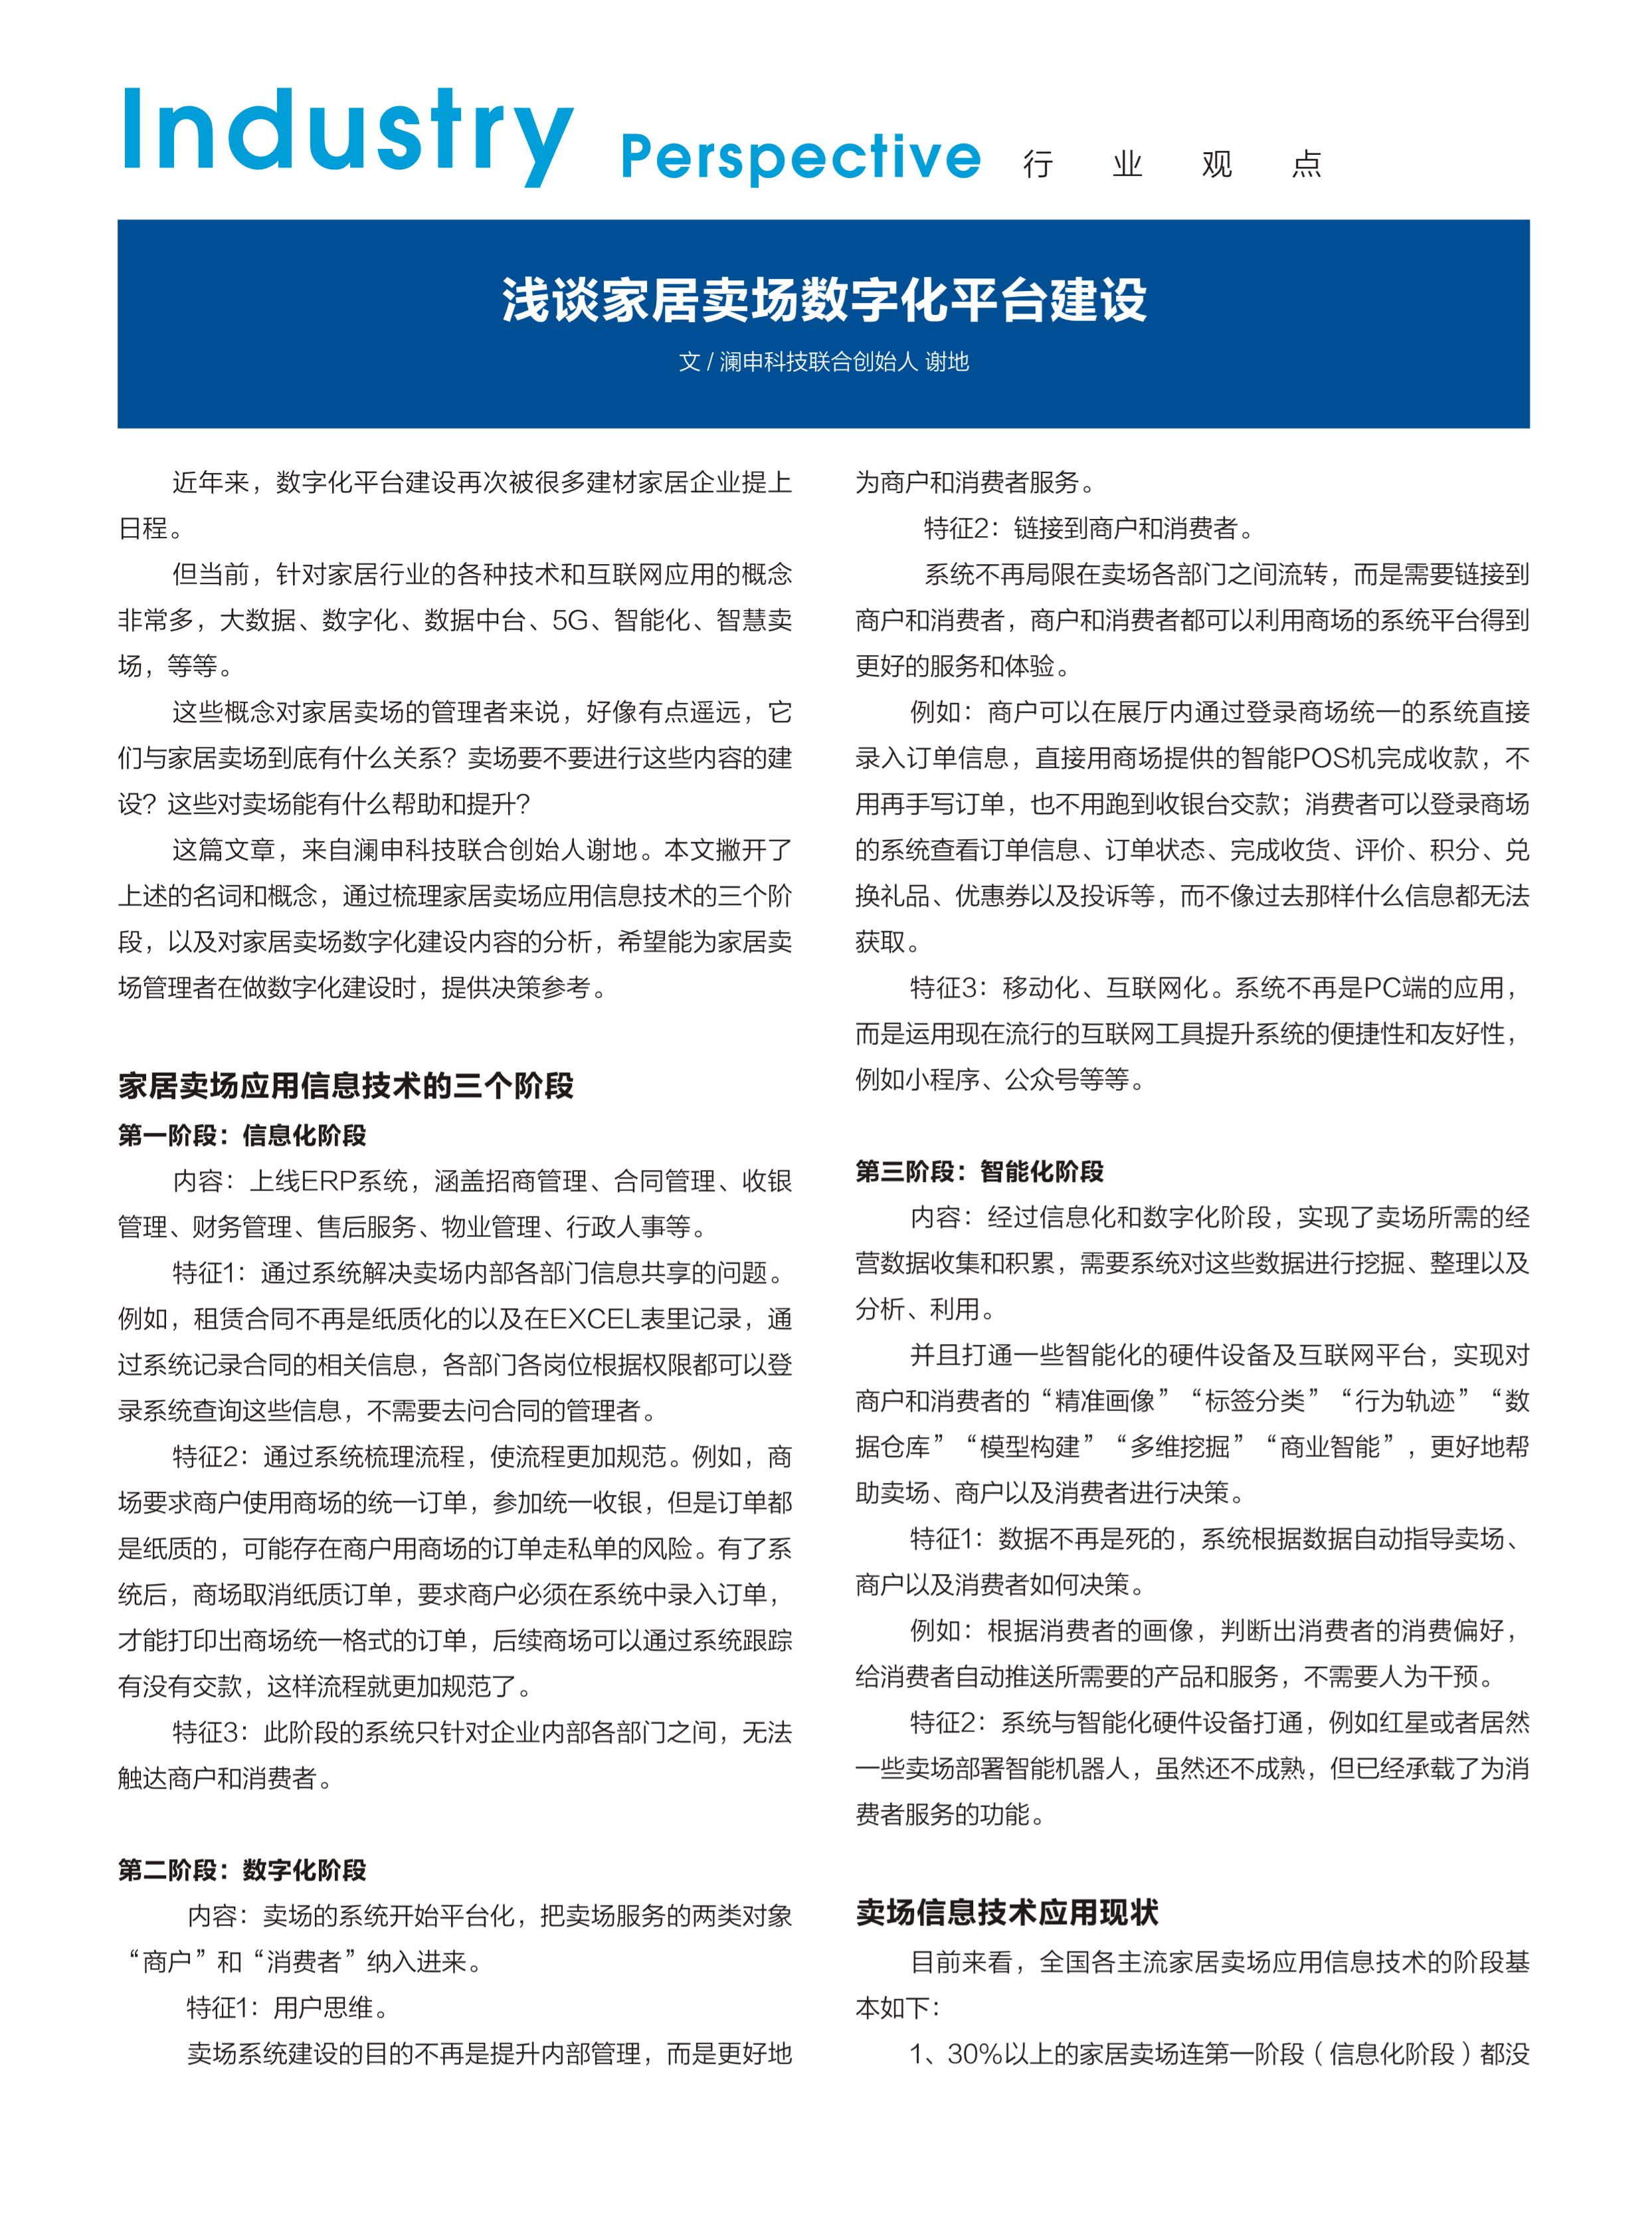 Industry Perspective 行业观点
浅谈家居卖场数字化平台建设
文 / 澜申科技联合创始人 谢地
近年来，数字化平台建设再次被很多建材家居企业提上
日程。
但当前，针对家居行业的各种技术和互联网应用的概念
非常多，大数据、数字化、数据中台、5G、智能化、智慧卖
场，等等。
这些概念对家居卖场的管理者来说，好像有点遥远，它
们与家居卖场到底有什么关系？卖场要不要进行这些内容的建
设？这些对卖场能有什么帮助和提升？
这篇文章，来自澜申科技联合创始人谢地。本文撇开了
上述的名词和概念，通过梳理家居卖场应用信息技术的三个阶
段，以及对家居卖场数字化建设内容的分析，希望能为家居卖
场管理者在做数字化建设时，提供决策参考。
家居卖场应用信息技术的三个阶段
第一阶段：信息化阶段
内容：上线ERP系统，涵盖招商管理、合同管理、收银
管理、财务管理、售后服务、物业管理、行政人事等。
特征1：通过系统解决卖场内部各部门信息共享的问题。
例如，租赁合同不再是纸质化的以及在EXCEL表里记录，通
过系统记录合同的相关信息，各部门各岗位根据权限都可以登
录系统查询这些信息，不需要去问合同的管理者。
特征2：通过系统梳理流程，使流程更加规范。例如，商
场要求商户使用商场的统一订单，参加统一收银，但是订单都
是纸质的，可能存在商户用商场的订单走私单的风险。有了系
统后，商场取消纸质订单，要求商户必须在系统中录入订单，
才能打印出商场统一格式的订单，后续商场可以通过系统跟踪
有没有交款，这样流程就更加规范了。
特征3：此阶段的系统只针对企业内部各部门之间，无法
触达商户和消费者。
第二阶段：数字化阶段
内容：卖场的系统开始平台化，把卖场服务的两类对象
“商户”和“消费者”纳入进来。
特征1：用户思维。
卖场系统建设的目的不再是提升内部管理，而是更好地
为商户和消费者服务。
特征2：链接到商户和消费者。
系统不再局限在卖场各部门之间流转，而是需要链接到
商户和消费者，商户和消费者都可以利用商场的系统平台得到
更好的服务和体验。
例如：商户可以在展厅内通过登录商场统一的系统直接
录入订单信息，直接用商场提供的智能POS机完成收款，不
用再手写订单，也不用跑到收银台交款；消费者可以登录商场
的系统查看订单信息、订单状态、完成收货、评价、积分、兑
换礼品、优惠券以及投诉等，而不像过去那样什么信息都无法
获取。
特征3：移动化、互联网化。系统不再是PC端的应用，
而是运用现在流行的互联网工具提升系统的便捷性和友好性，
例如小程序、公众号等等。
第三阶段：智能化阶段
内容：经过信息化和数字化阶段，实现了卖场所需的经
营数据收集和积累，需要系统对这些数据进行挖掘、整理以及
分析、利用。
并且打通一些智能化的硬件设备及互联网平台，实现对
商户和消费者的“精准画像”“标签分类”“行为轨迹”“数
据仓库”“模型构建”“多维挖掘”“商业智能”，更好地帮
助卖场、商户以及消费者进行决策。
特征1：数据不再是死的，系统根据数据自动指导卖场、
商户以及消费者如何决策。
例如：根据消费者的画像，判断出消费者的消费偏好，
给消费者自动推送所需要的产品和服务，不需要人为干预。
特征2：系统与智能化硬件设备打通，例如红星或者居然
一些卖场部署智能机器人，虽然还不成熟，但已经承载了为消
费者服务的功能。
卖场信息技术应用现状
目前来看，全国各主流家居卖场应用信息技术的阶段基
本如下：
1、30%以上的家居卖场连第一阶段（信息化阶段）都没